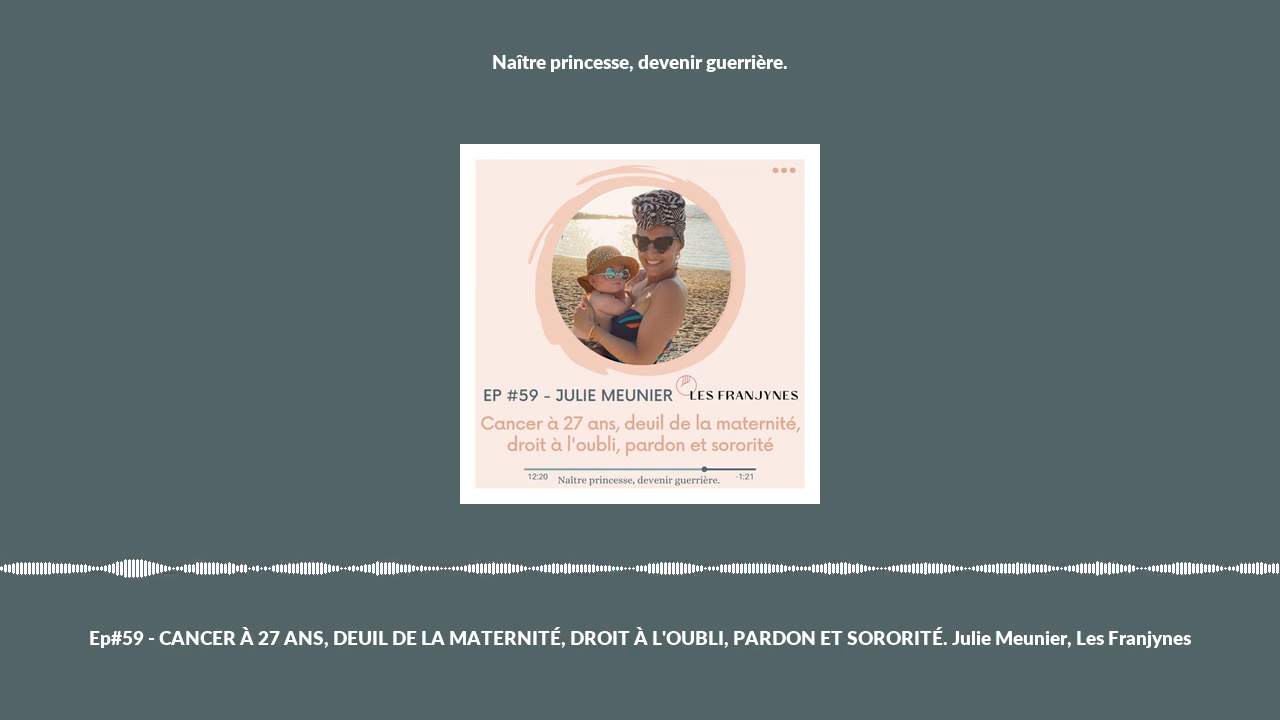 Naître princesse, devenir guerrière.
EP #59 - JULIE MEUNIER LES FRANJYNES
Cancer à 27 ans, deuil de la maternité,
droit à l'oubli, pardon et sororité
12:20 Naître princesse, devenir guerrière. -1:21
Ep#59 - CANCER À 27 ANS, DEUIL DE LA MATERNITÉ, DROIT À L'OUBLI, PARDON ET SORORITÉ. Julie Meunier, Les Franjynes